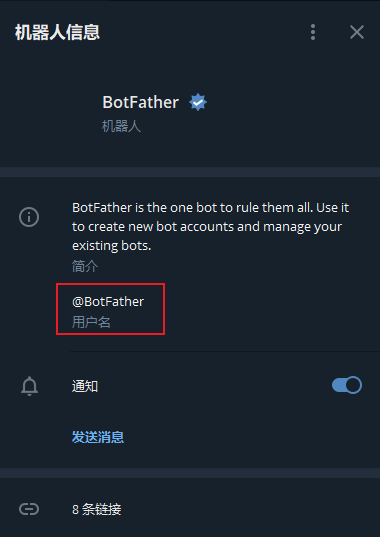 机器人信息
BotFather
机器人
BotFather is the one bot to rule them all. Use it
to create new bot accounts and manage your
existing bots.
简介
@BotFather
用户名
通知
发送消息
8 条链接